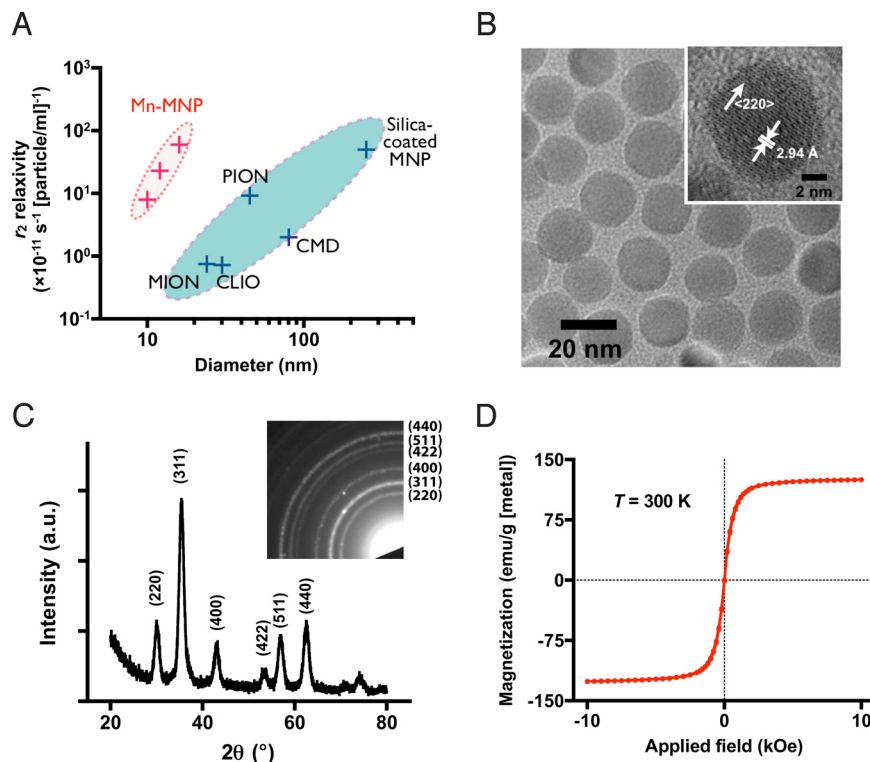 A
r₂ relaxivity
(×10⁻¹¹ s⁻¹ [particle/ml]⁻¹)
10³
10²
10¹
10⁰
10⁻¹
Mn-MNP
Silica-
coated
MNP
PION
CMD
MION
CLIO
10
100
Diameter (nm)
B
<220>
2.94 Å
2 nm
20 nm
C
Intensity (a.u.)
(220)
(311)
(400)
(422)
(511)
(440)
(440)
(511)
(422)
(400)
(311)
(220)
20
40
60
80
2θ (°)
D
Magnetization (emu/g [metal])
150
75
0
-75
-150
T = 300 K
-10
0
10
Applied field (kOe)